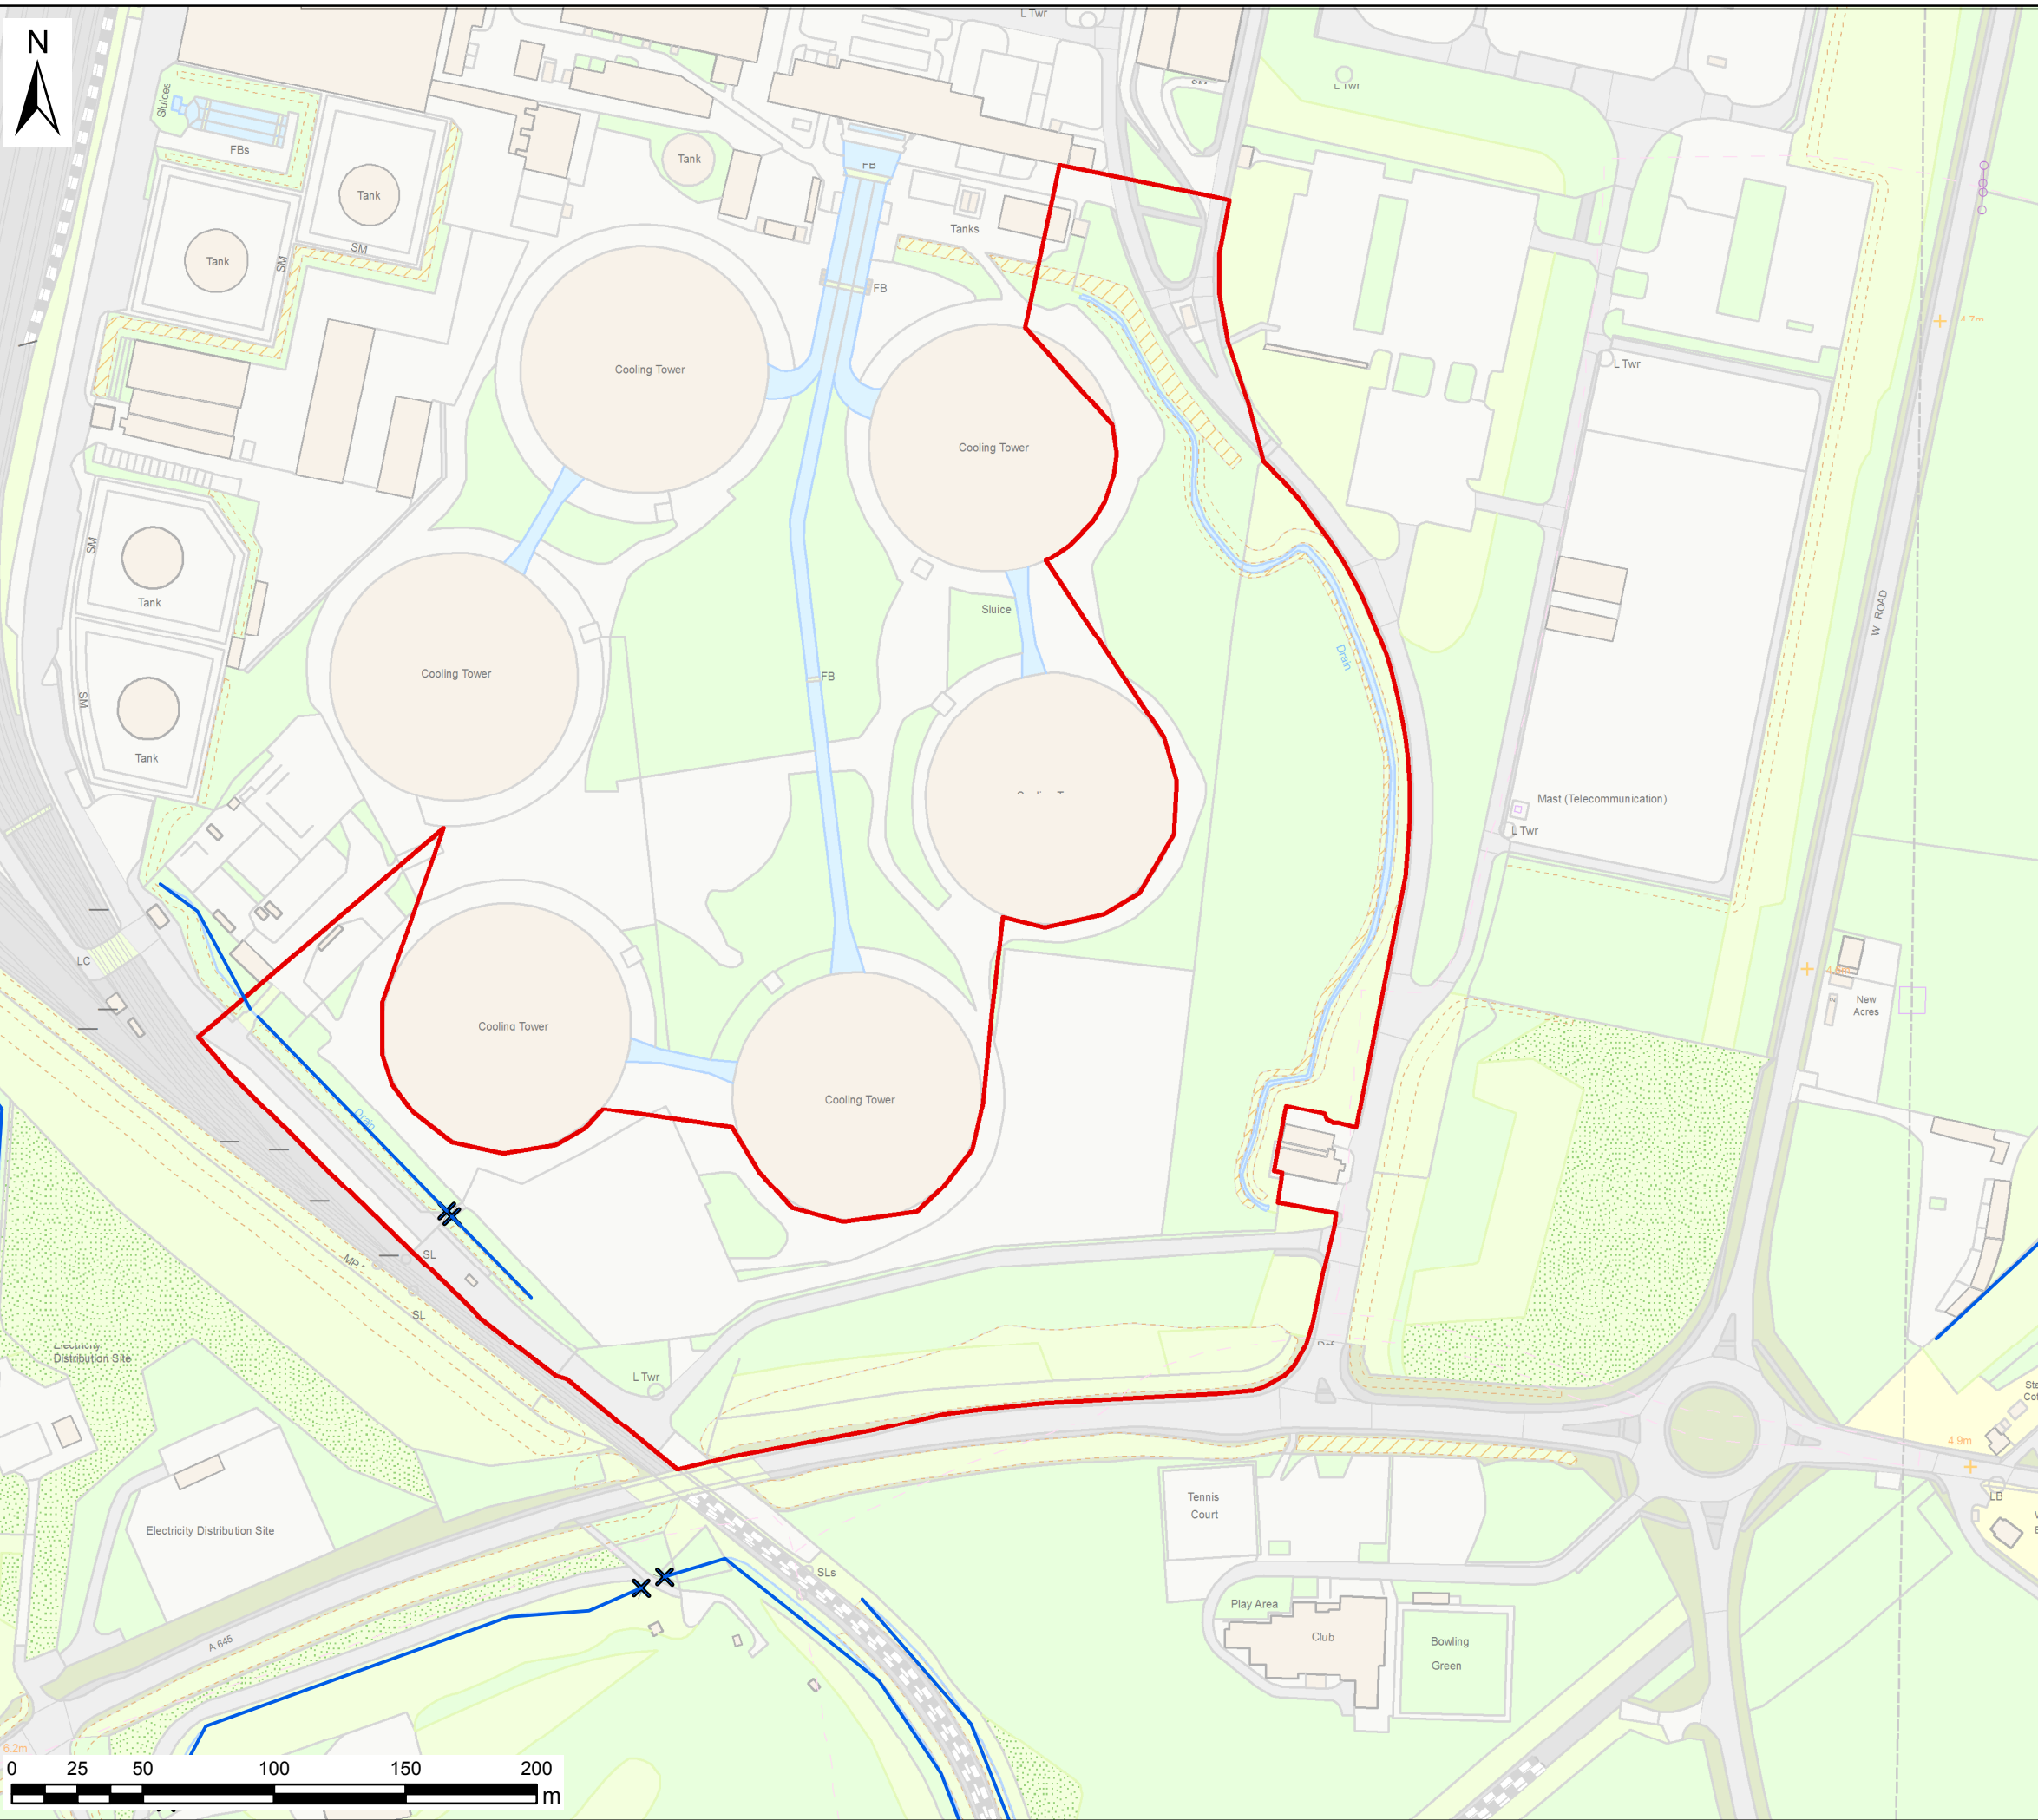 N
L Twr
Sluices
FBs
Tank
FB
L Twr
Tank
Tank
SM
SM
Tank
Tanks
FB
Cooling Tower
L Twr
Cooling Tower
SM
Tank
Sluice
W ROAD
Drain
Cooling Tower
FB
SM
Tank
Mast (Telecommunication)
L Twr
LC
New
Acres
Cooling Tower
Cooling Tower
Drain
SL
MP
SL
Distribution Site
L Twr
4.9m
LB
Tennis
Court
Electricity Distribution Site
SLs
Play Area
Club
Bowling
Green
A 645
6.2m
0 25 50 100 150 200
m